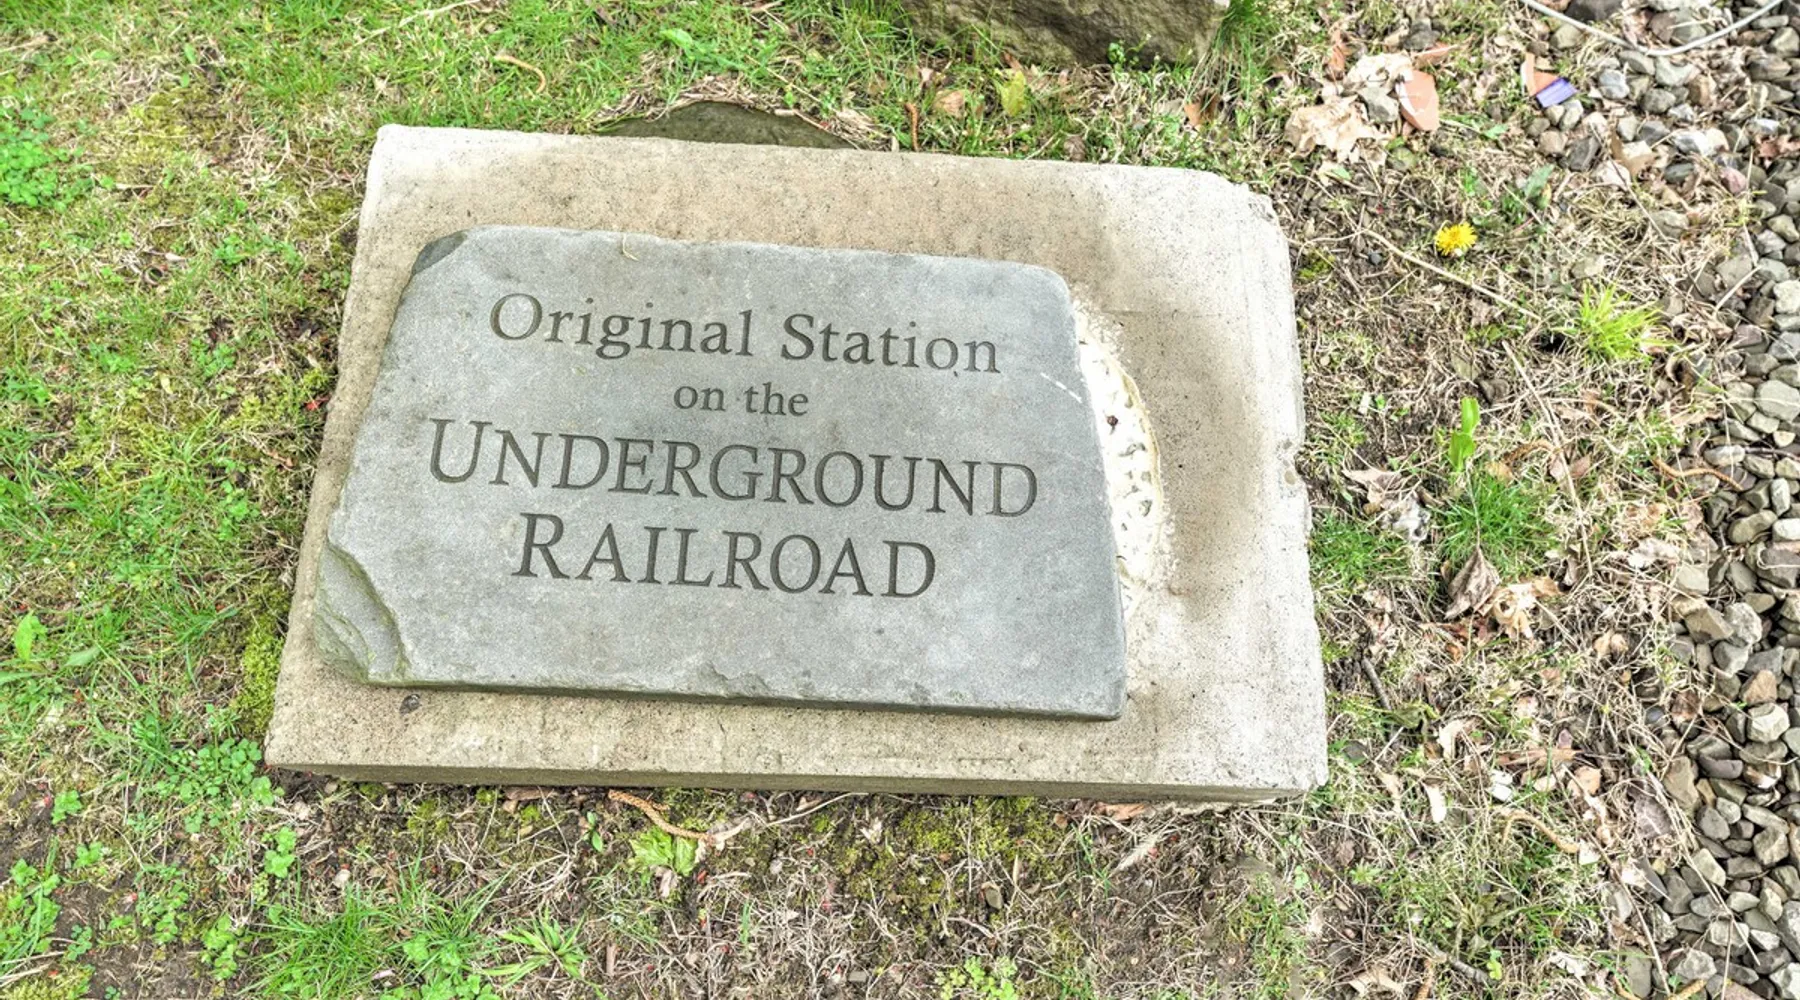 Original Station
on the
UNDERGROUND
RAILROAD